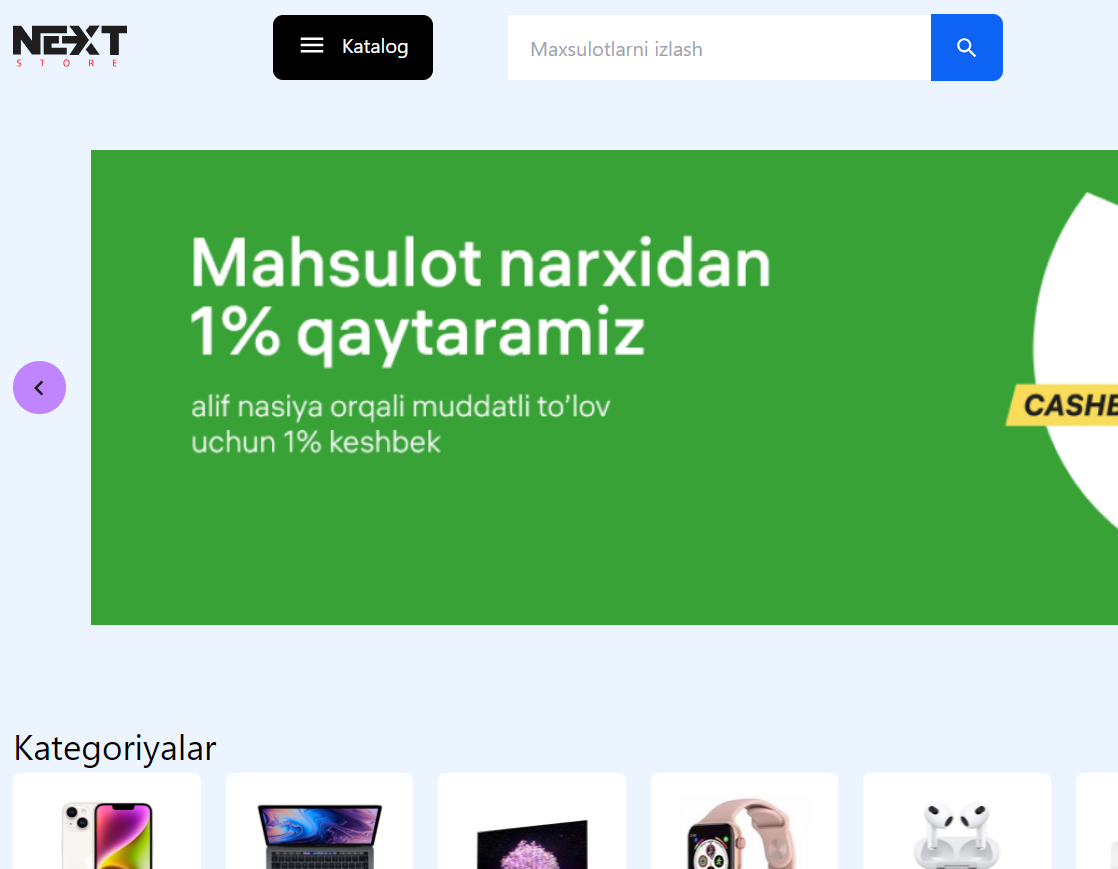 NEXT
STORE
Katalog
Maxsulotlarni izlash
Mahsulot narxidan
1% qaytaramiz
alif nasiya orqali muddatli to’lov
uchun 1% keshbek
CASHB
Kategoriyalar